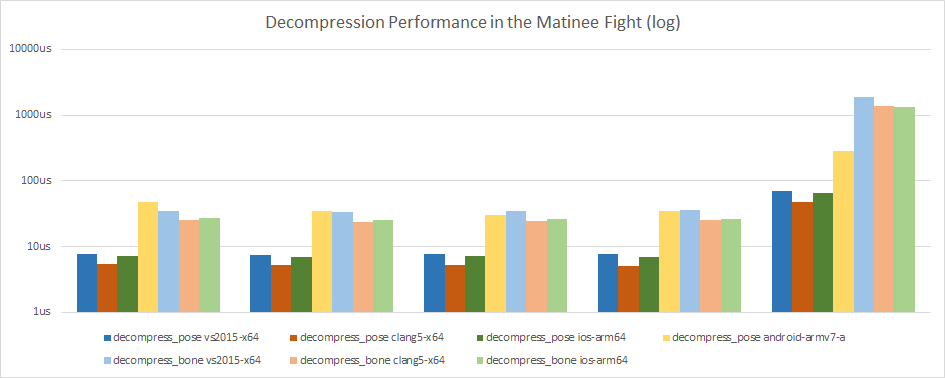 Decompression Performance in the Matinee Fight (log)
10000us
1000us
100us
10us
1us
decompress_pose vs2015-x64 decompress_pose clang5-x64 decompress_pose ios-arm64 decompress_pose android-armv7-a
decompress_bone vs2015-x64 decompress_bone clang5-x64 decompress_bone ios-arm64